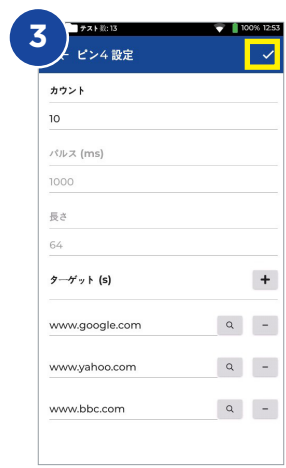 3
テスト 数: 13
100% 12:53
← ピン4 設定
カウント
10
パルス (ms)
1000
長さ
64
ターゲット (s)
+
www.google.com
−
www.yahoo.com
−
www.bbc.com
−